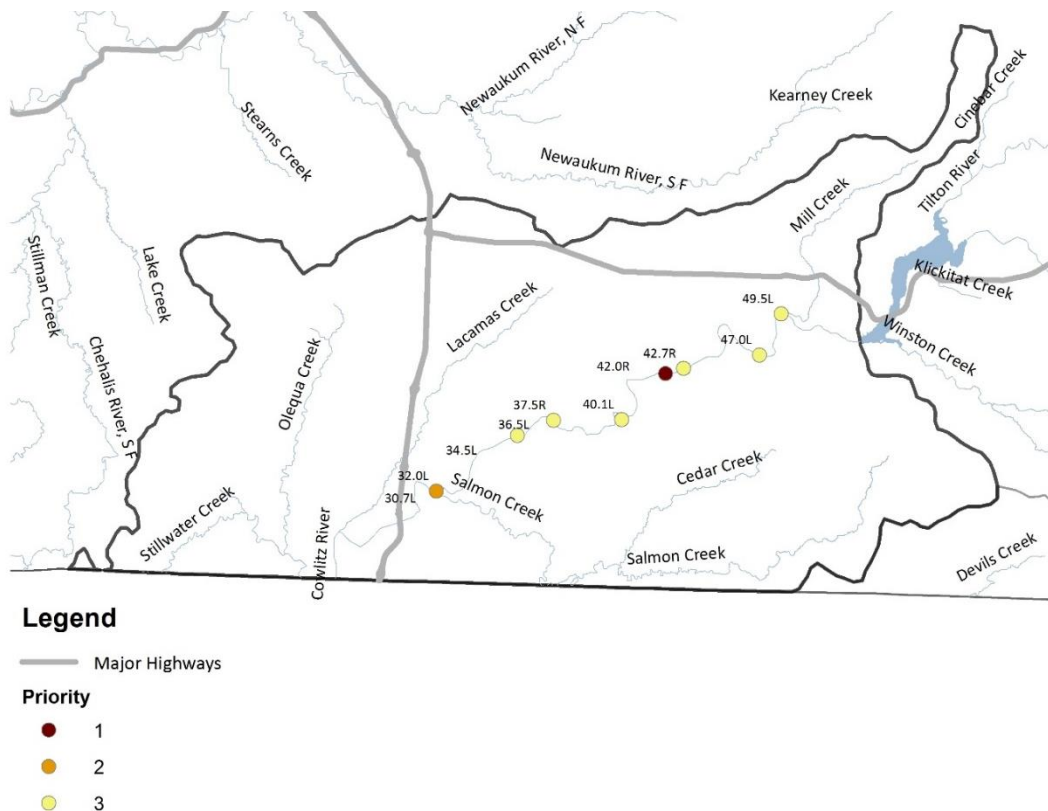 Newaukum River, N F
Kearney Creek
Cinebar Creek
Stearns Creek
Newaukum River, S F
Tilton River
Mill Creek
Stillman Creek
Lake Creek
Klickitat Creek
Lacamas Creek
49.5L
Winston Creek
Chehalis River, S F
Olequa Creek
47.0L
42.7R
42.0R
37.5R
40.1L
36.5L
34.5L
Cedar Creek
32.0L
30.7L
Salmon Creek
Stillwater Creek
Cowlitz River
Salmon Creek
Devils Creek
Legend
Major Highways
Priority
1
2
3